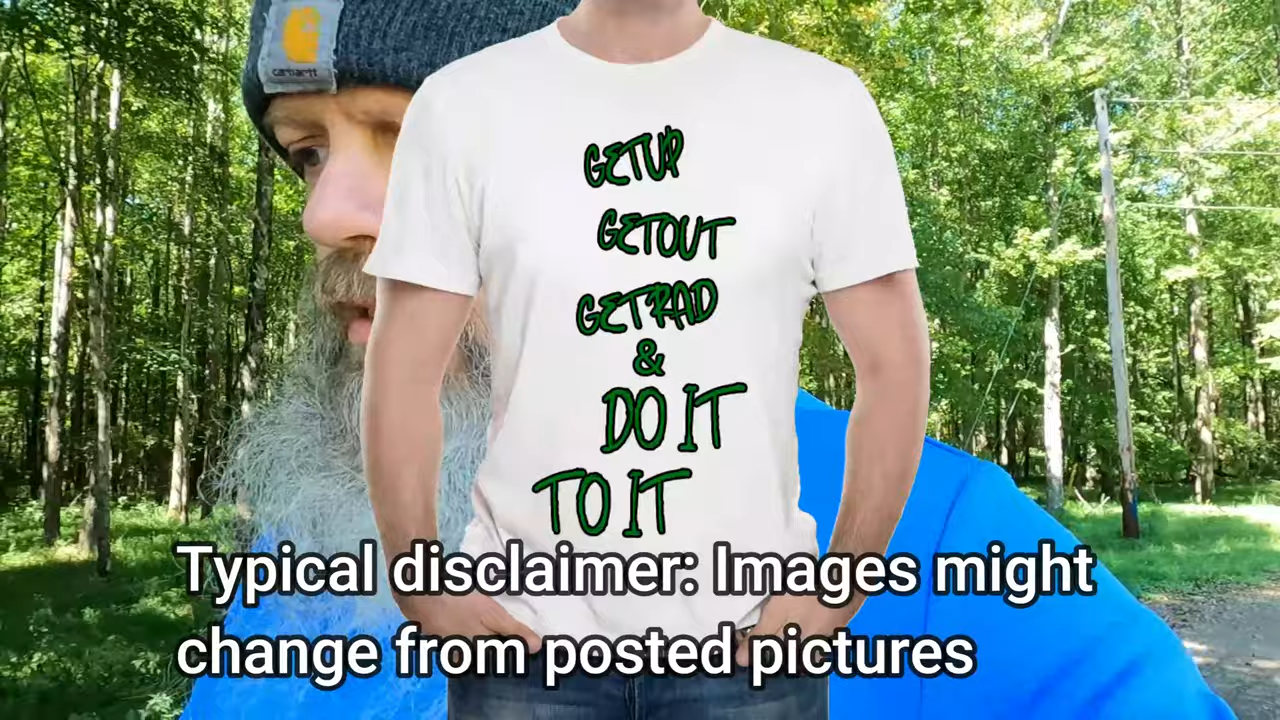 carhartt
GETUP
GETOUT
GETRAD
&
DO IT
TO IT
Typical disclaimer: Images might
change from posted pictures